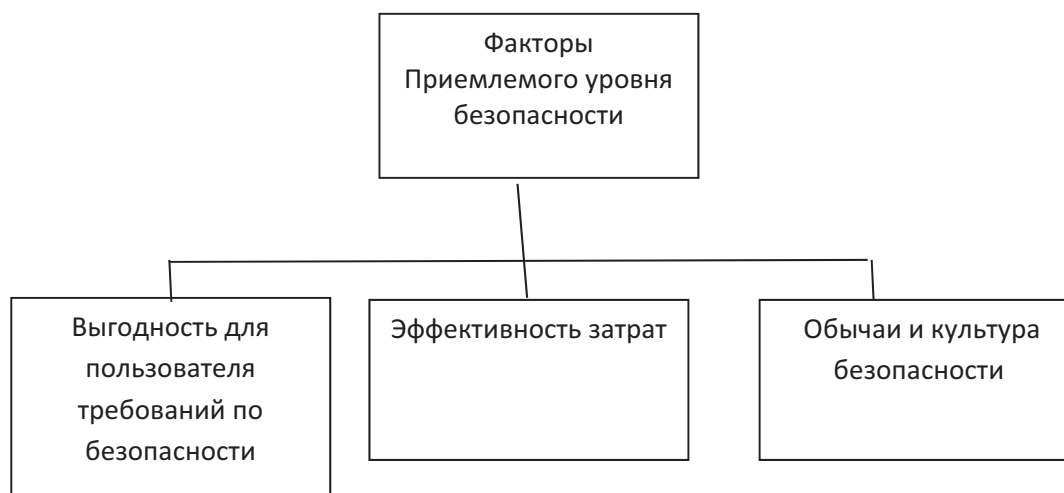 Факторы
Приемлемого уровня
безопасности
Выгодность для
пользователя
требований по
безопасности
Эффективность затрат
Обычаи и культура
безопасности